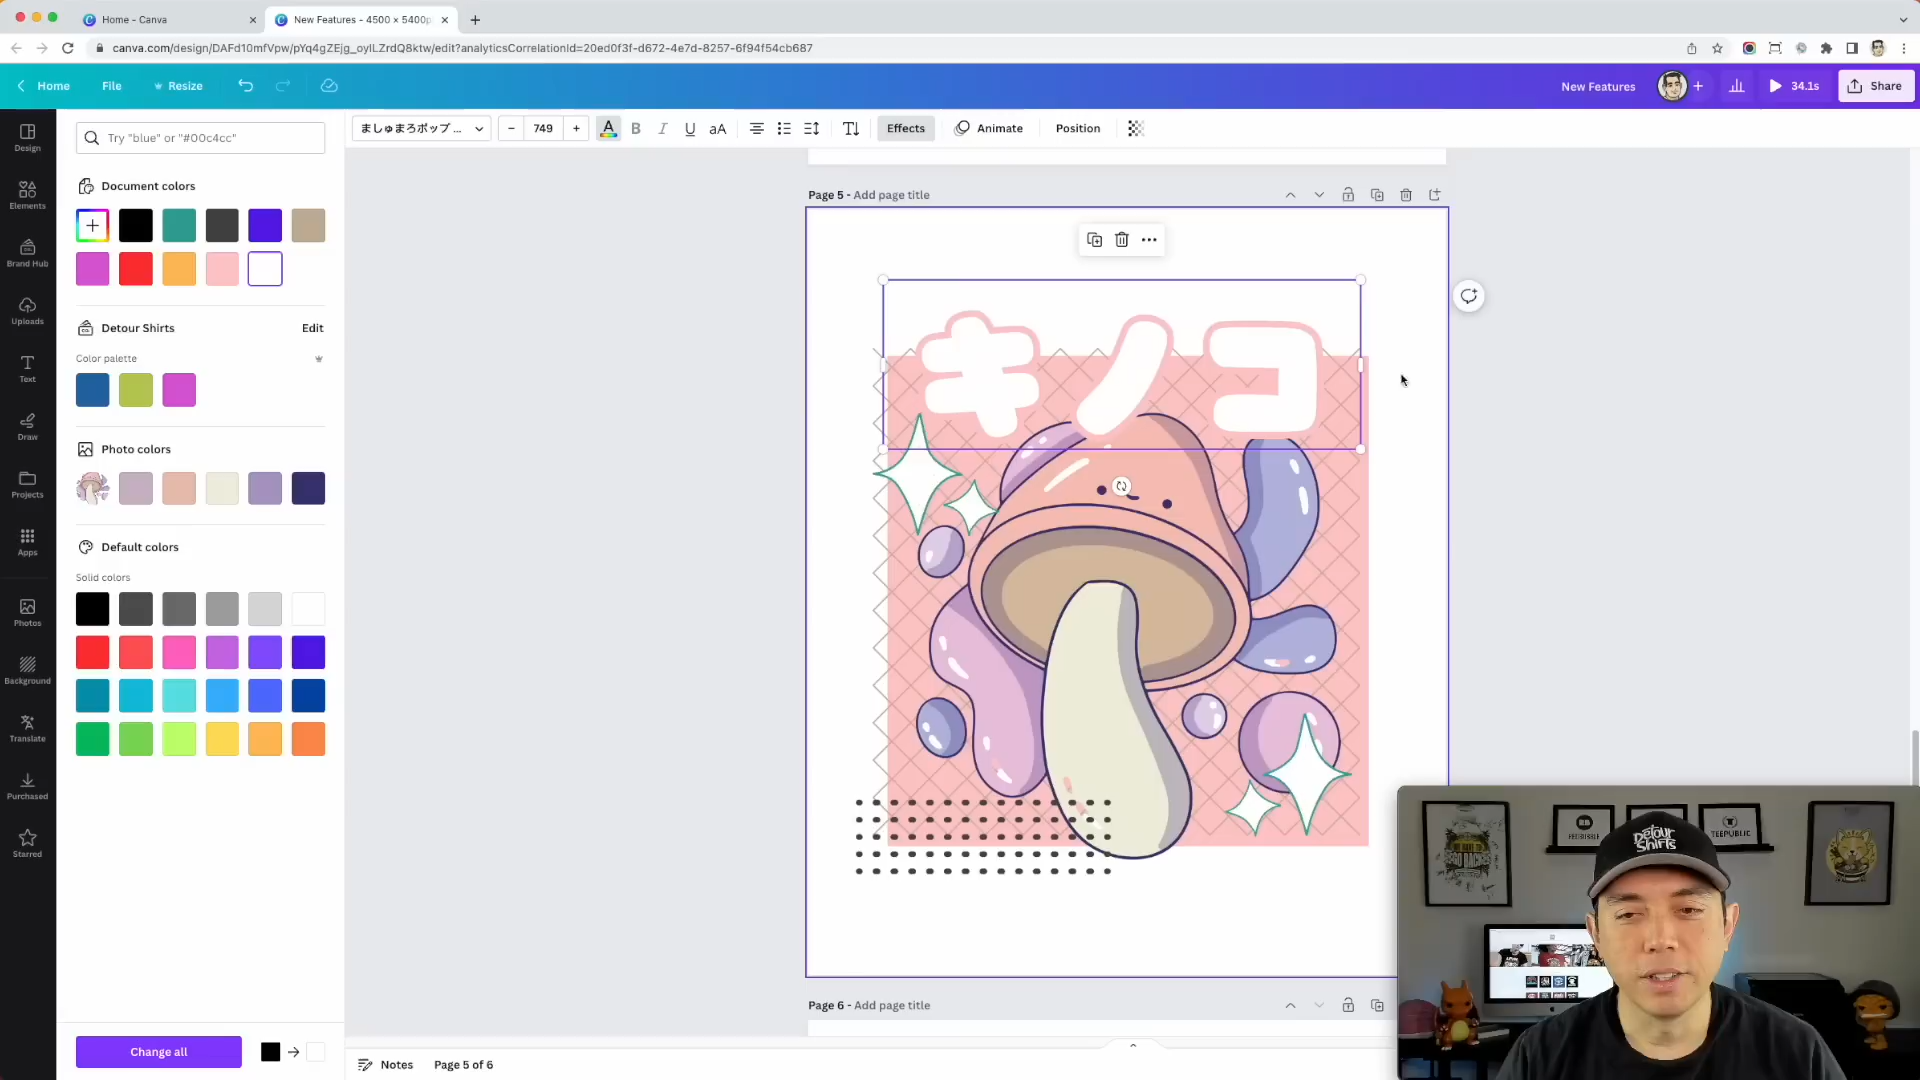 Home - Canva
New Features - 4500 × 5400p
canva.com/design/DAFd10mfVpw/pYq4gZEjg_oylLZrdQ8ktw/edit?analyticsCorrelationId=20ed0f3f-d672-4e7d-8257-6f94f54cb687
Home
File
Resize
New Features
34.1s
Share
Design
Elements
Brand Hub
Uploads
Text
Draw
Projects
Apps
Photos
Background
Translate
Purchased
Starred
Try "blue" or "#00c4cc"
Document colors
Detour Shirts
Edit
Color palette
Photo colors
Default colors
Solid colors
Change all
ましゅまろポップ ...
749
A
B
I
U
aA
Effects
Animate
Position
Page 5 - Add page title
キノコ
Page 6 - Add page title
Notes
Page 5 of 6
TEEPUBLIC
Detour
Shirts